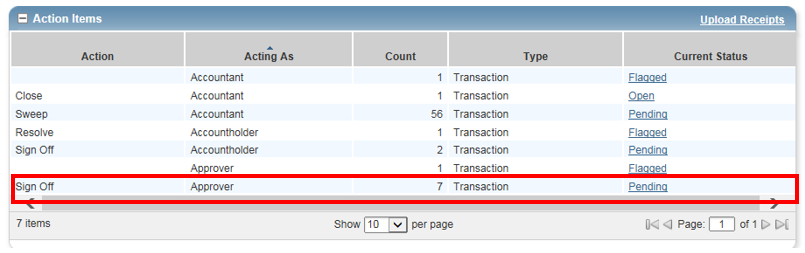 Action Items Upload Receipts
Action Acting As Count Type Current Status
Accountant 1 Transaction Flagged
Close Accountant 1 Transaction Open
Sweep Accountant 56 Transaction Pending
Resolve Accountholder 1 Transaction Flagged
Sign Off Accountholder 2 Transaction Pending
Approver 1 Transaction Flagged
Sign Off Approver 7 Transaction Pending
7 items Show 10 per page Page: 1 of 1